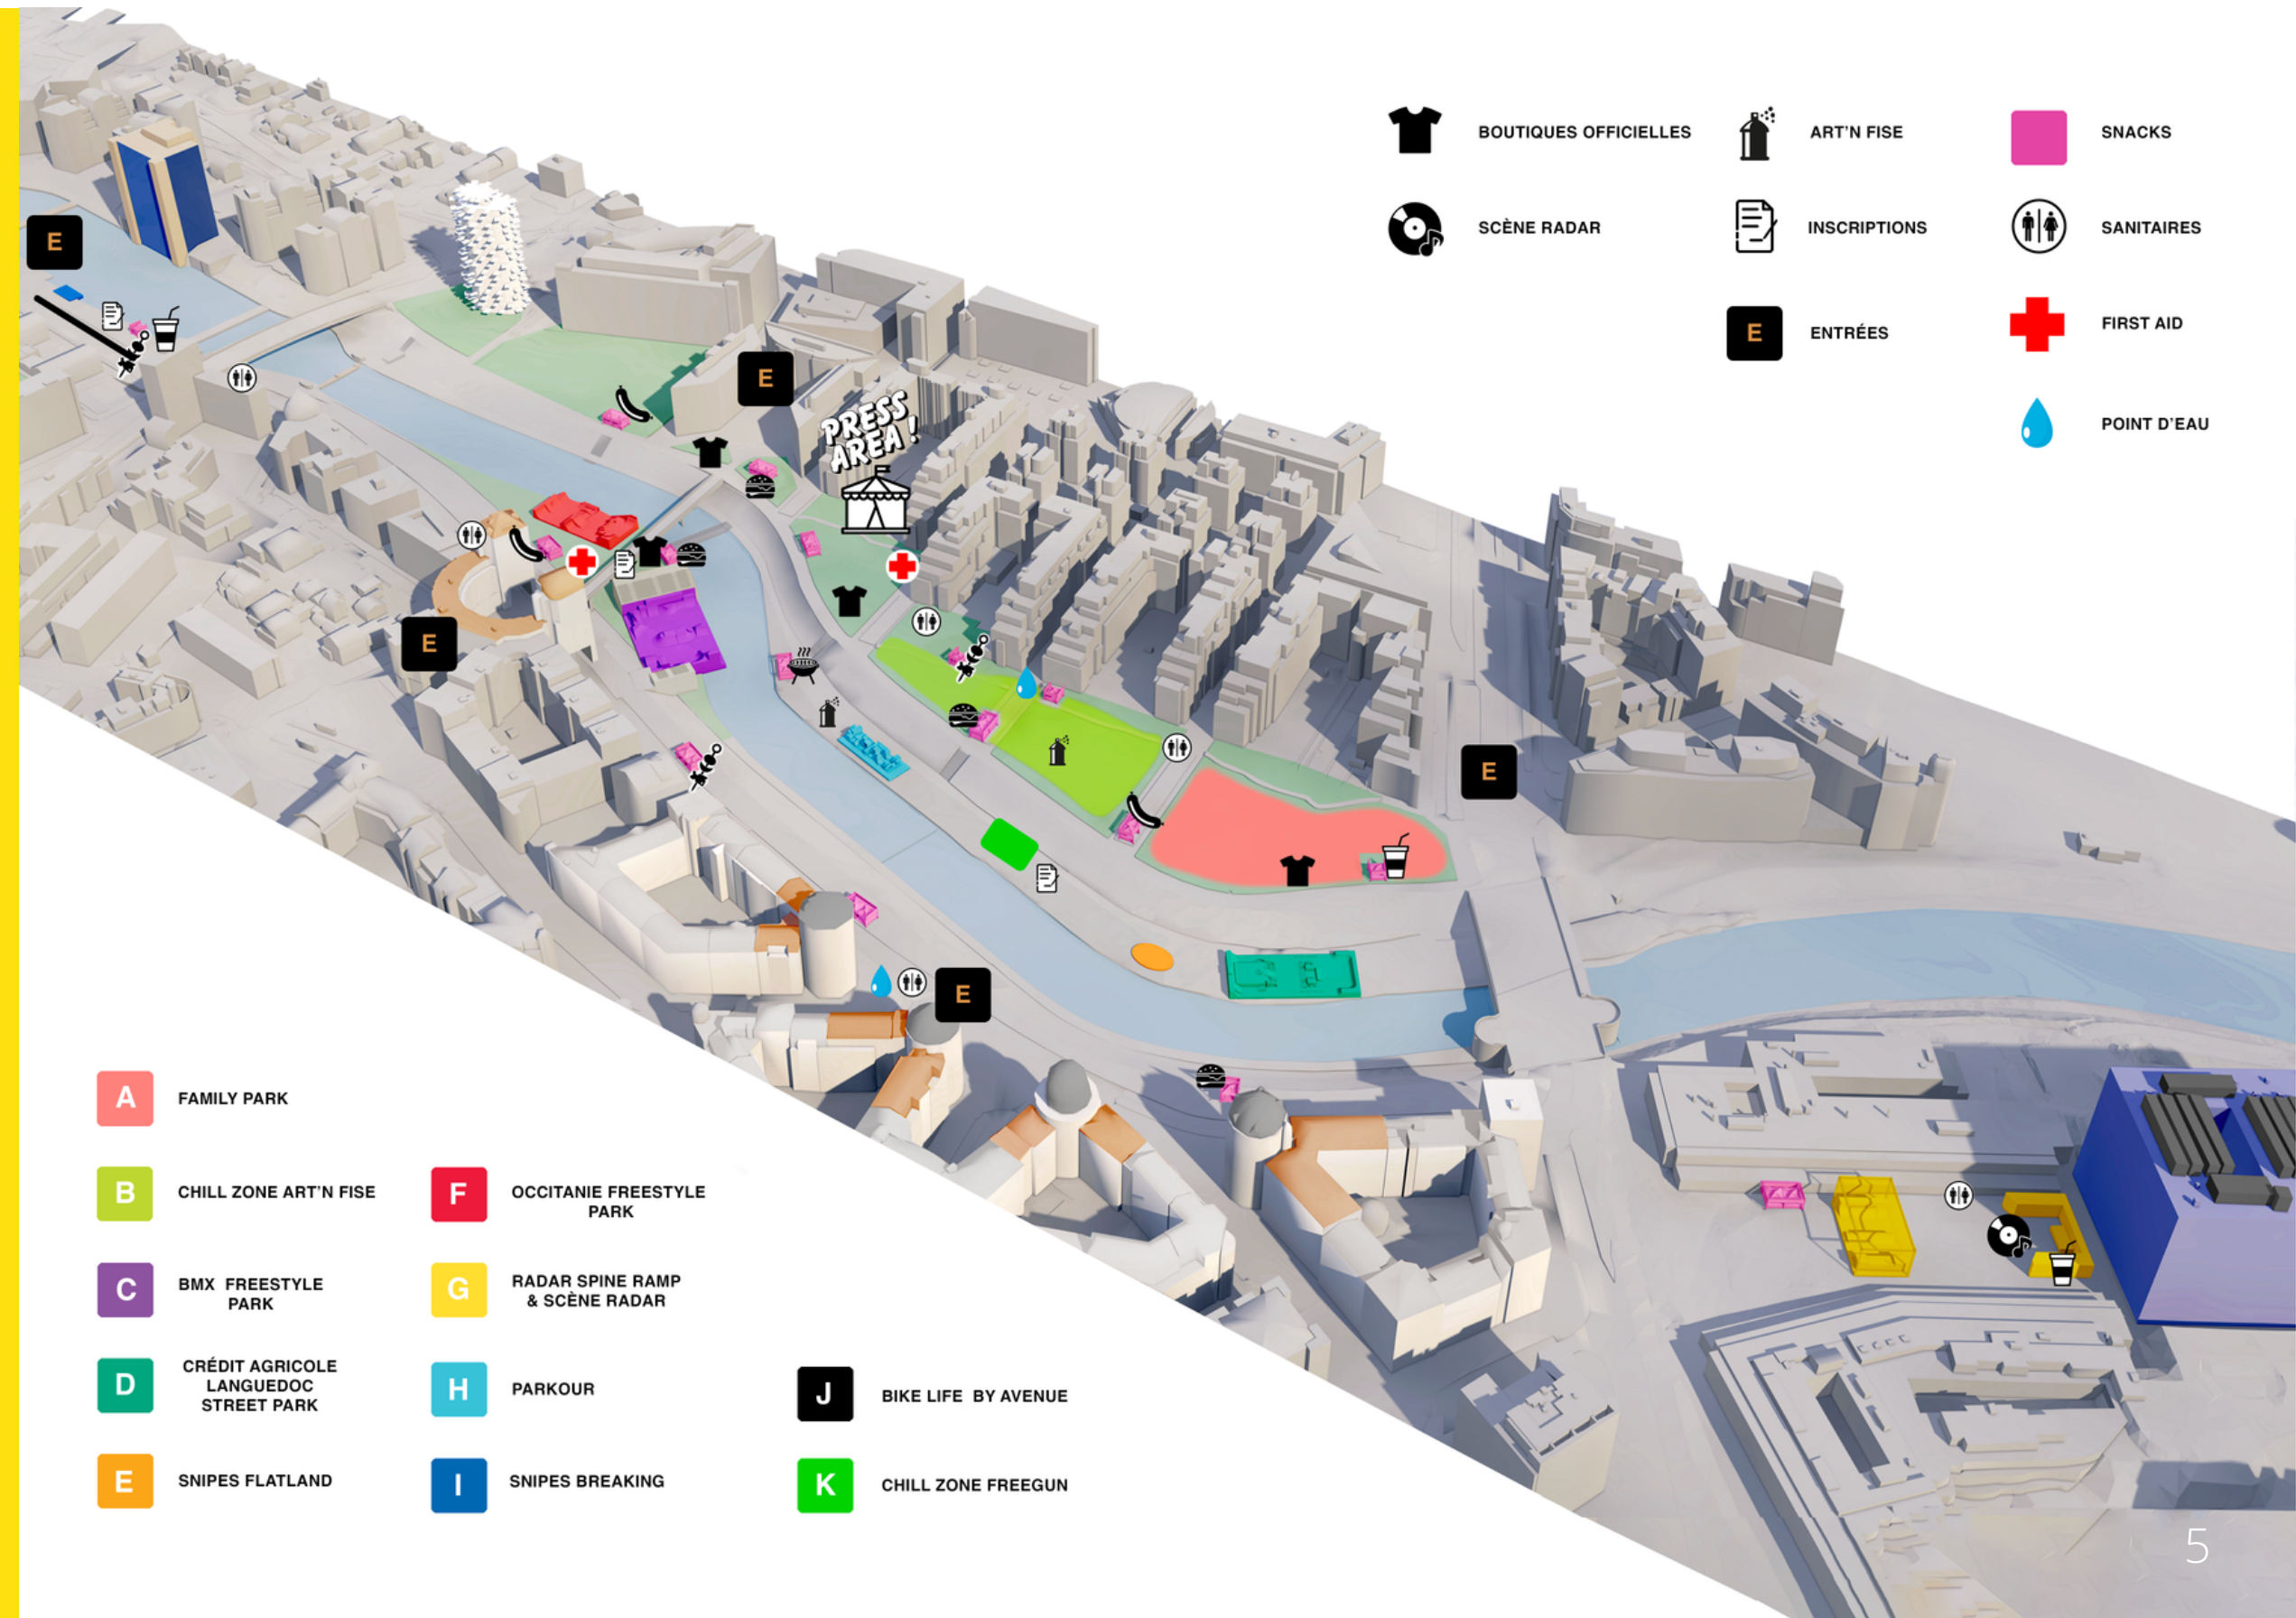 BOUTIQUES OFFICIELLES
ART'N FISE
SNACKS
SCÈNE RADAR
INSCRIPTIONS
SANITAIRES
E
ENTRÉES
FIRST AID
POINT D'EAU
E
E
PRESS
AREA!
E
E
E
A
FAMILY PARK
B
CHILL ZONE ART'N FISE
C
BMX FREESTYLE
PARK
D
CRÉDIT AGRICOLE
LANGUEDOC
STREET PARK
E
SNIPES FLATLAND
F
OCCITANIE FREESTYLE
PARK
G
RADAR SPINE RAMP
& SCÈNE RADAR
H
PARKOUR
I
SNIPES BREAKING
J
BIKE LIFE BY AVENUE
K
CHILL ZONE FREEGUN
5